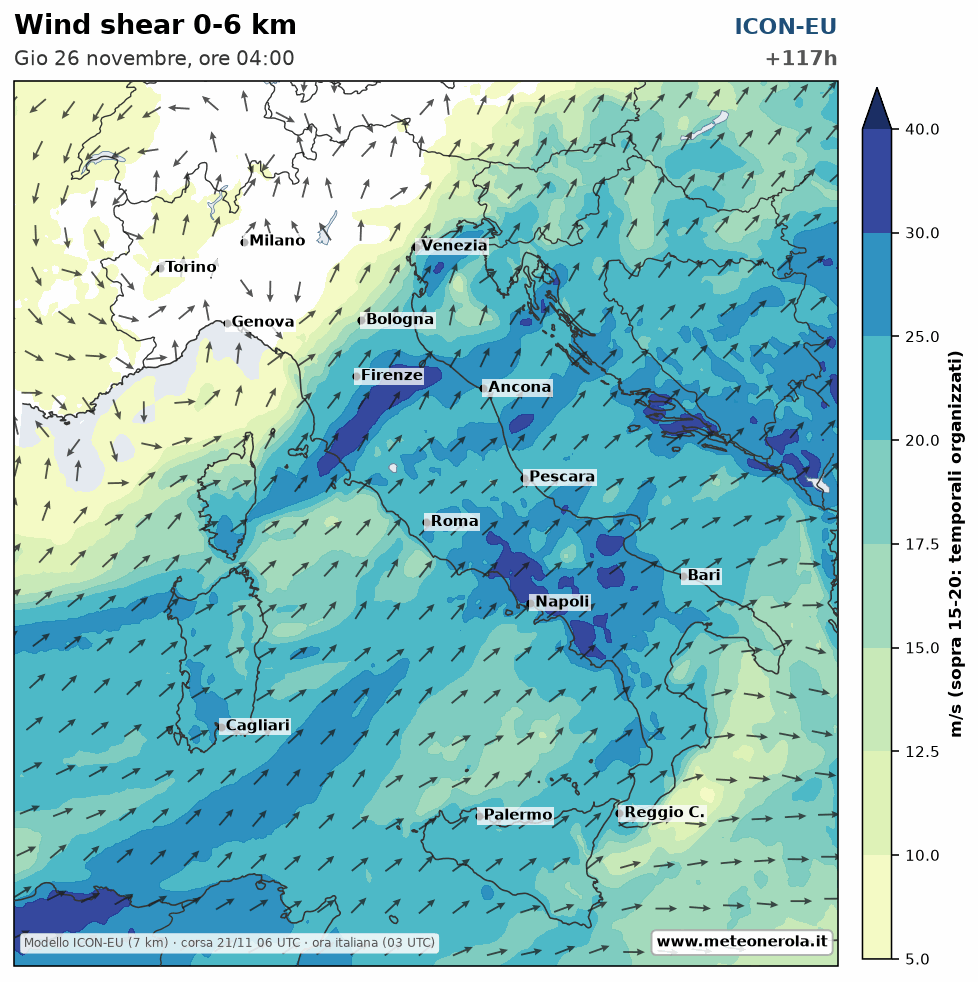 Wind shear 0-6 km
ICON-EU
Gio 26 novembre, ore 04:00
+117h
40.0
30.0
25.0
20.0
17.5
15.0
12.5
10.0
5.0
m/s (sopra 15-20: temporali organizzati)
Milano
Venezia
Torino
Genova
Bologna
Firenze
Ancona
Pescara
Roma
Bari
Napoli
Cagliari
Palermo
Reggio C.
Modello ICON-EU (7 km) · corsa 21/11 06 UTC · ora italiana (03 UTC)
www.meteonerola.it